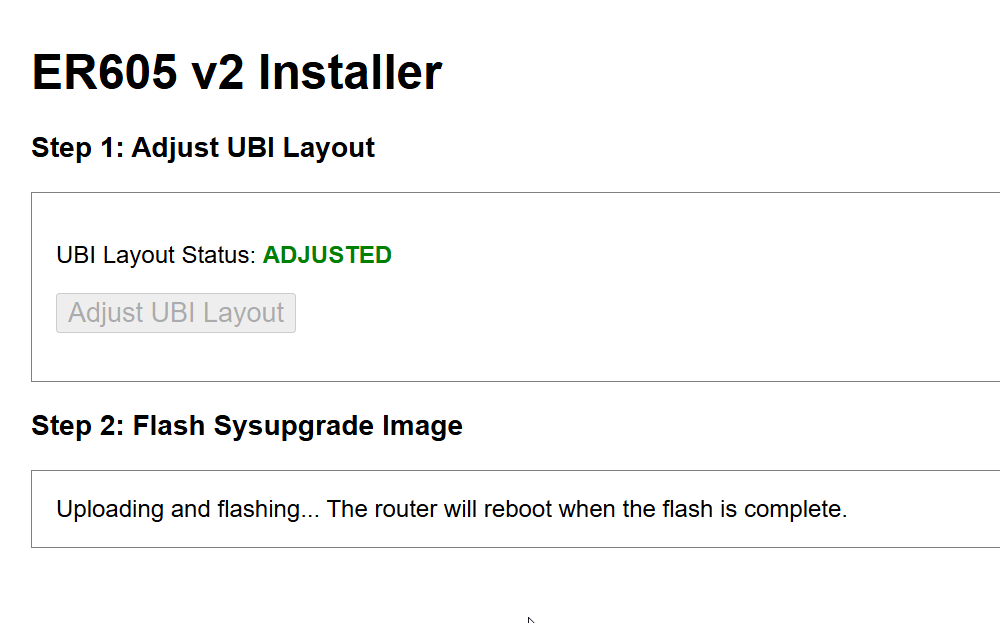 ER605 v2 Installer
Step 1: Adjust UBI Layout
UBI Layout Status: ADJUSTED
Adjust UBI Layout
Step 2: Flash Sysupgrade Image
Uploading and flashing... The router will reboot when the flash is complete.